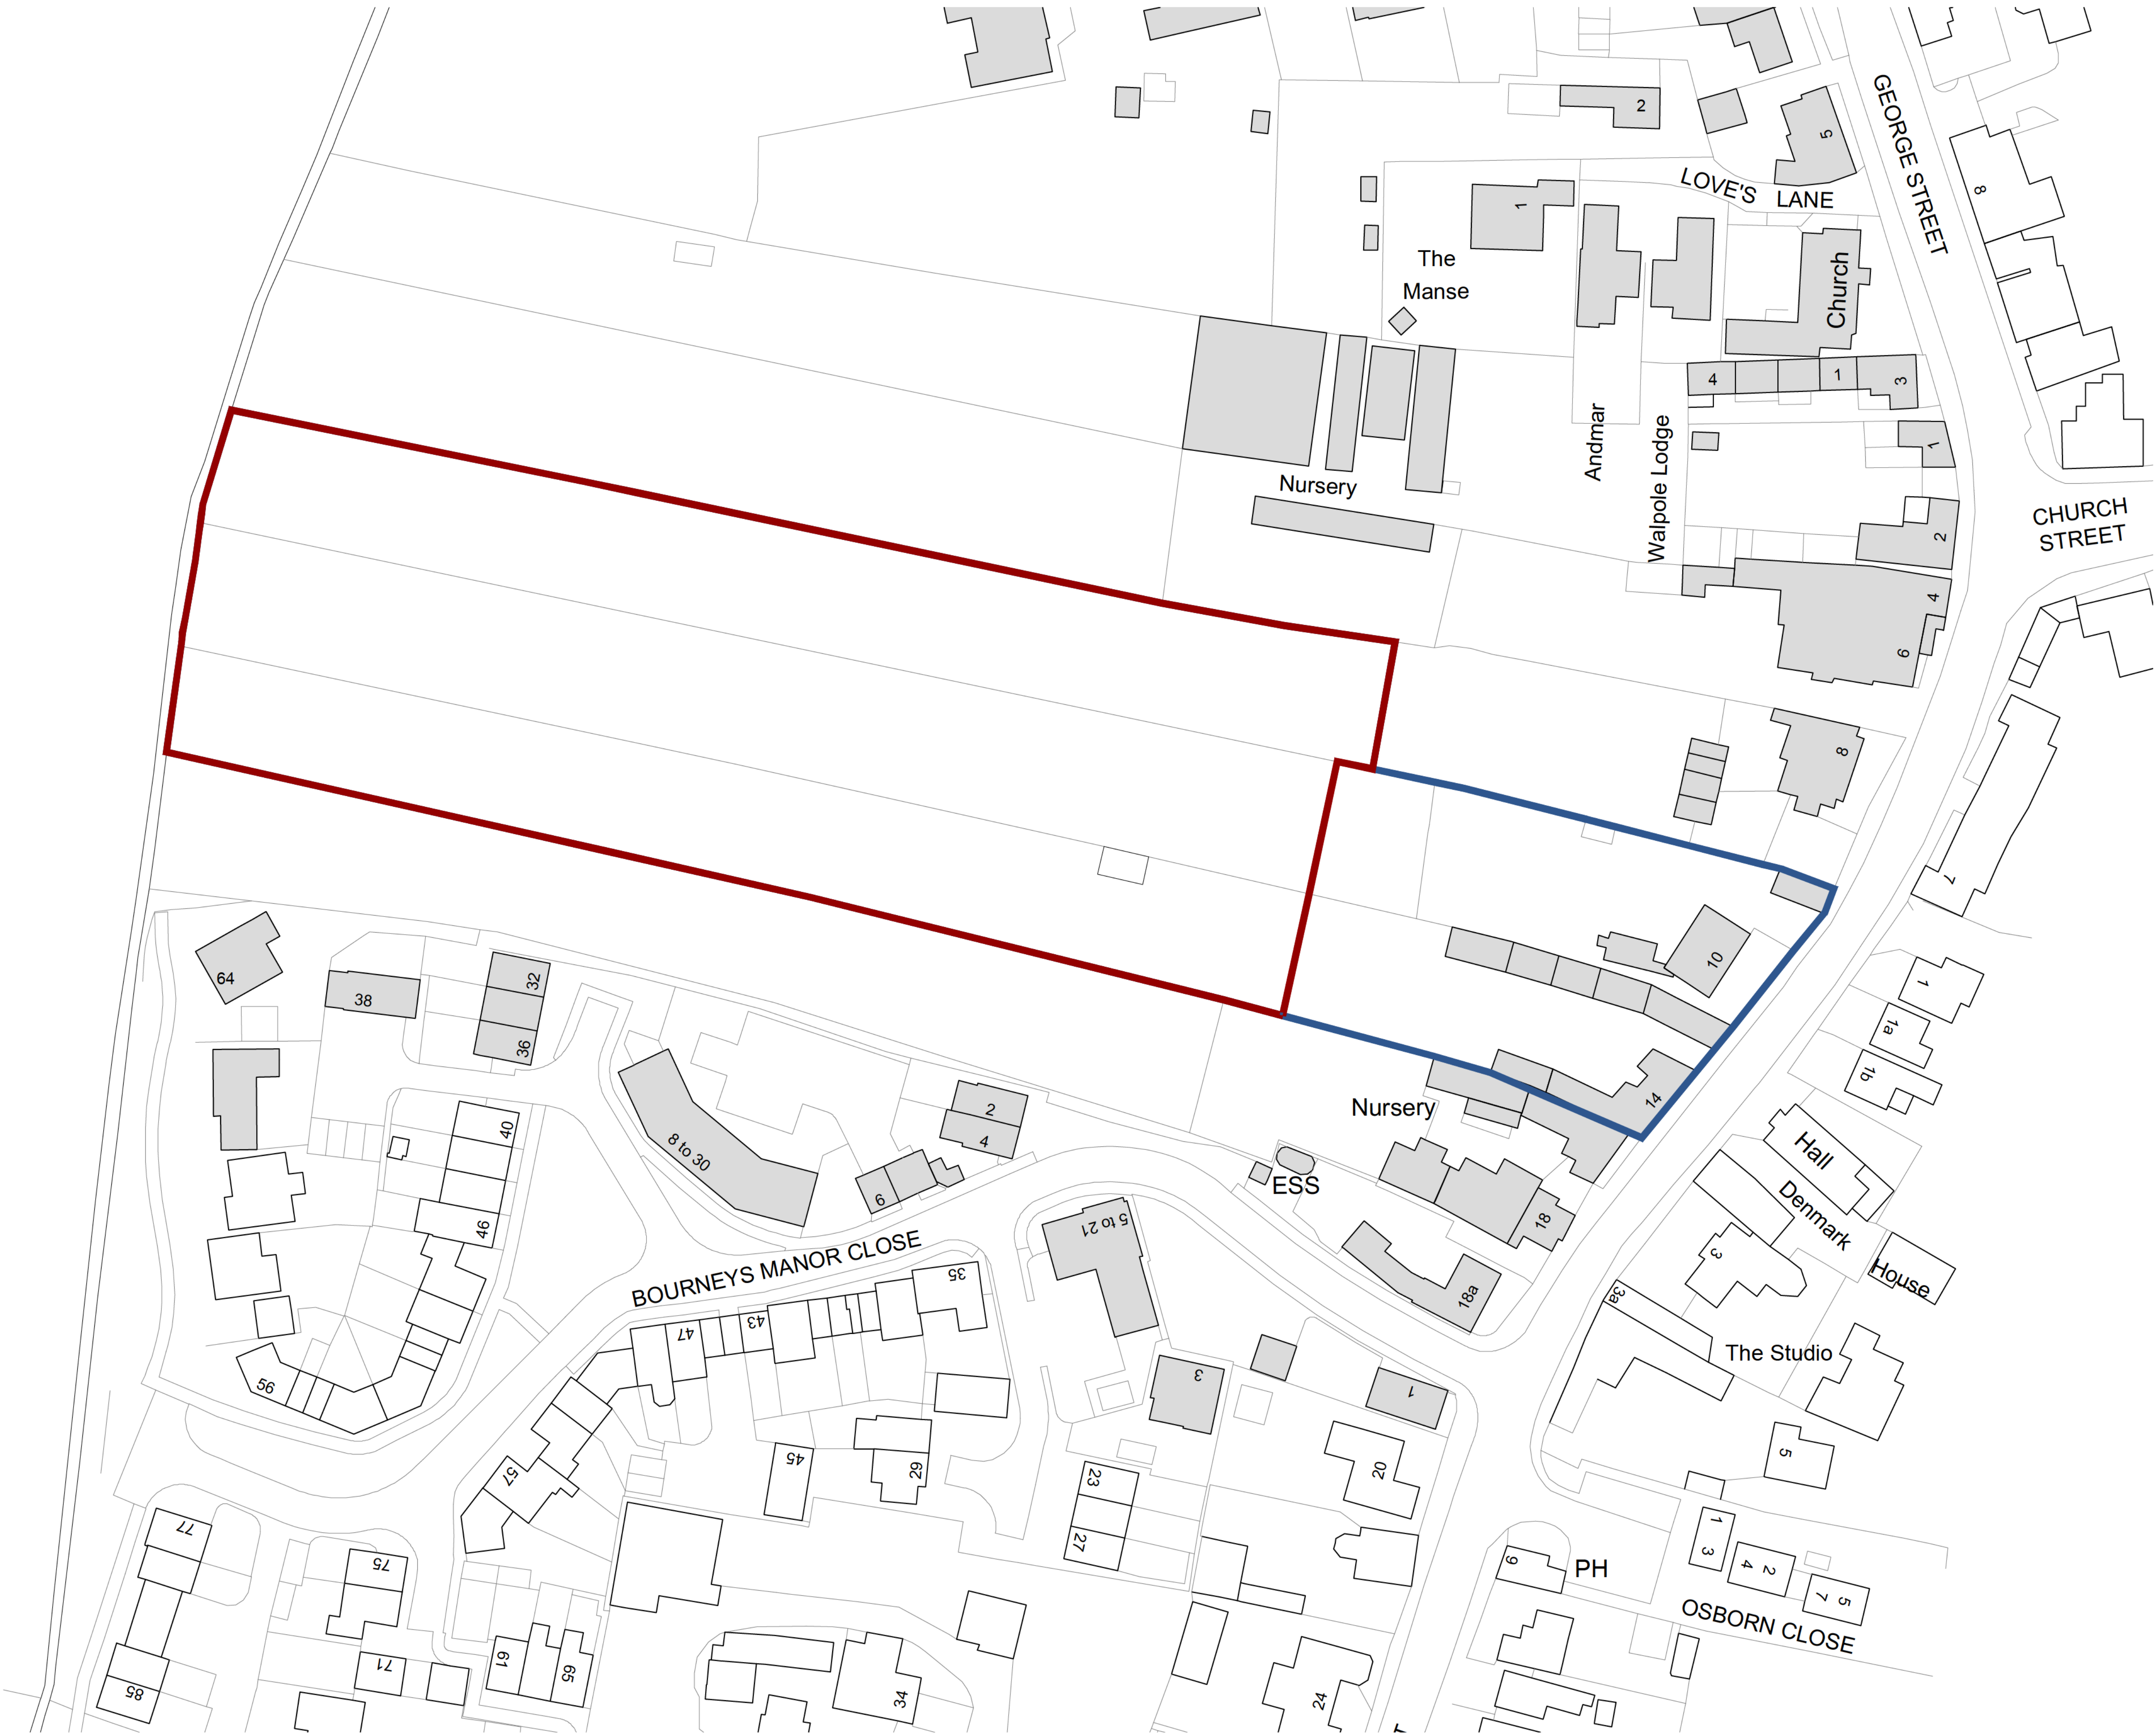 2
5
GEORGE STREET
8
LOVE'S
LANE
1
The
Manse
Church
4
1
3
Andmar
Walpole Lodge
1
Nursery
CHURCH
STREET
2
4
6
8
7
10
64
38
32
36
1
1a
1b
14
Nursery
2
4
40
8 to 30
6
46
ESS
Hall
Denmark
House
18
5 to 21
3
BOURNEYS MANOR CLOSE
35
18a
3a
43
47
The Studio
56
3
1
57
45
29
23
27
20
5
77
75
9
PH
1
3
4
2
7
5
OSBORN CLOSE
71
61
65
85
34
24
T